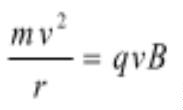 mv²/r = qvB